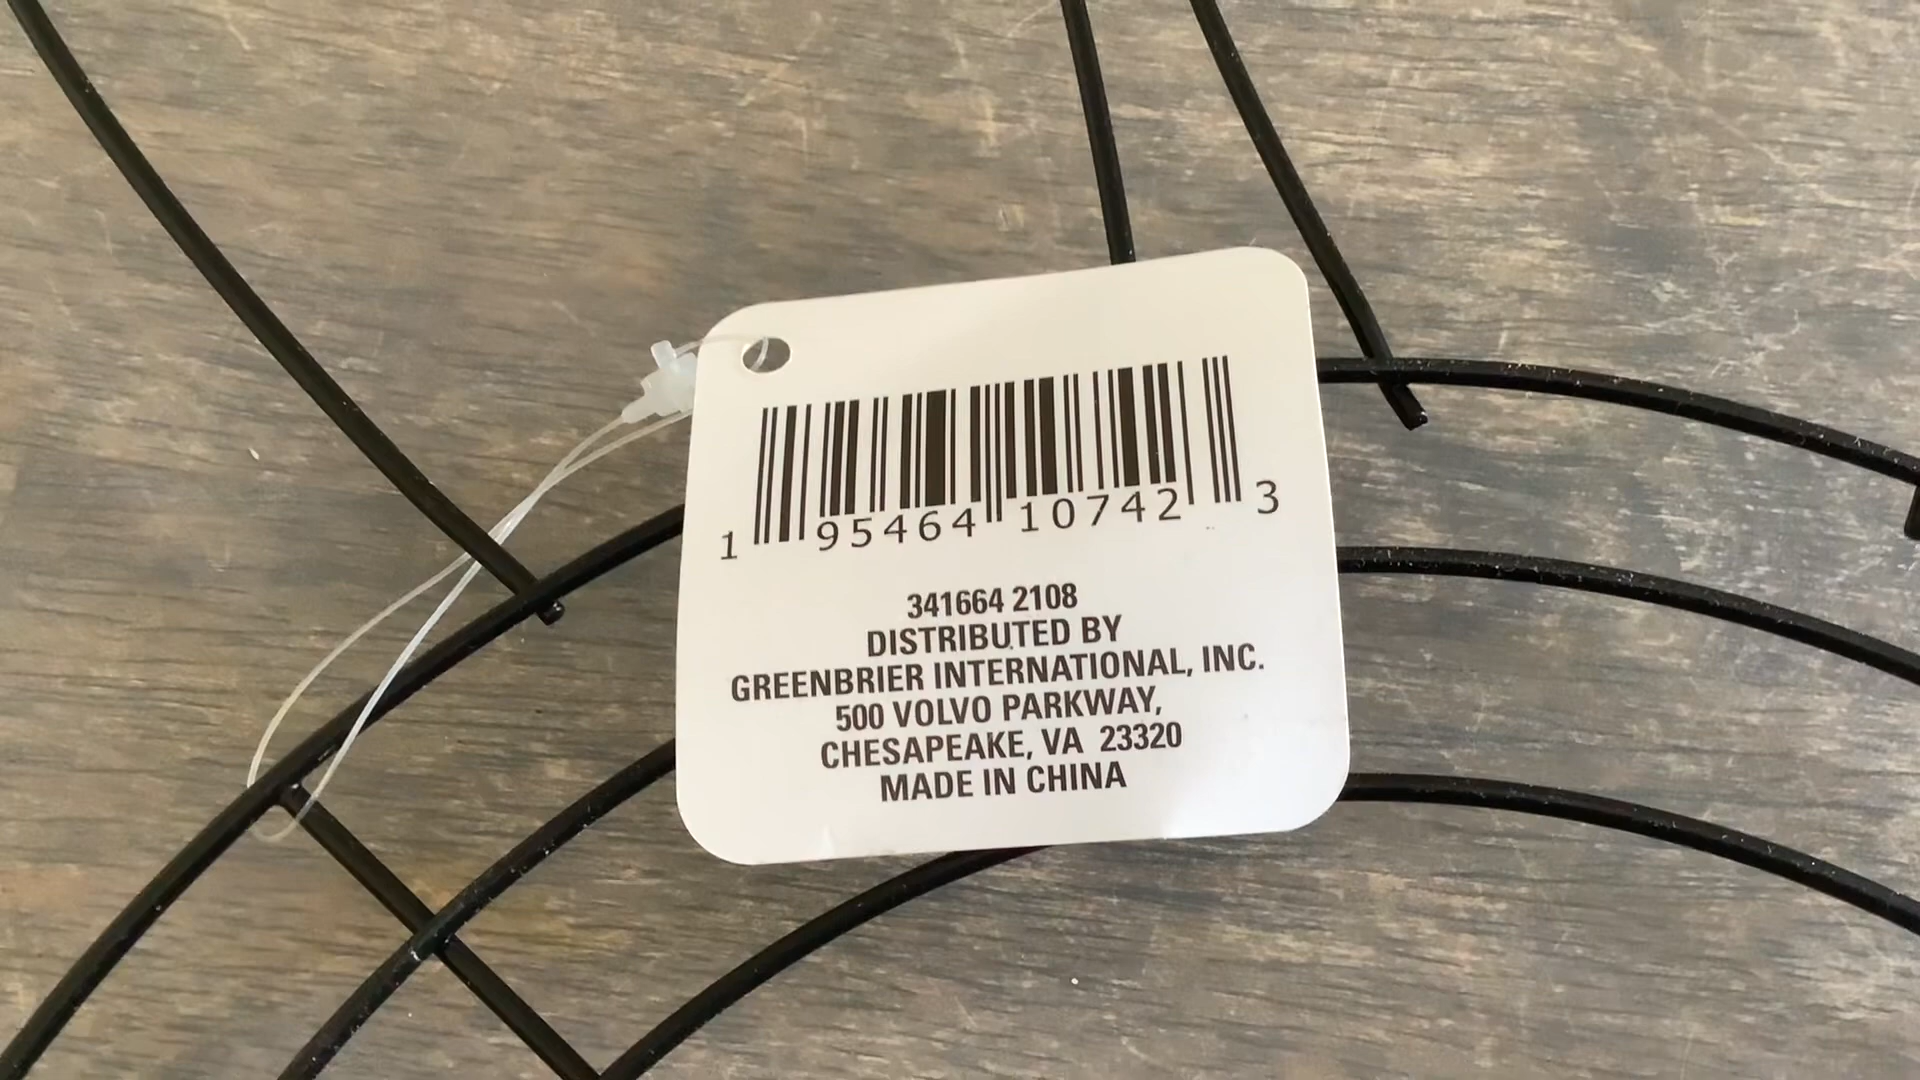 1 95464 10742 3
341664 2108
DISTRIBUTED BY
GREENBRIER INTERNATIONAL, INC.
500 VOLVO PARKWAY,
CHESAPEAKE, VA 23320
MADE IN CHINA